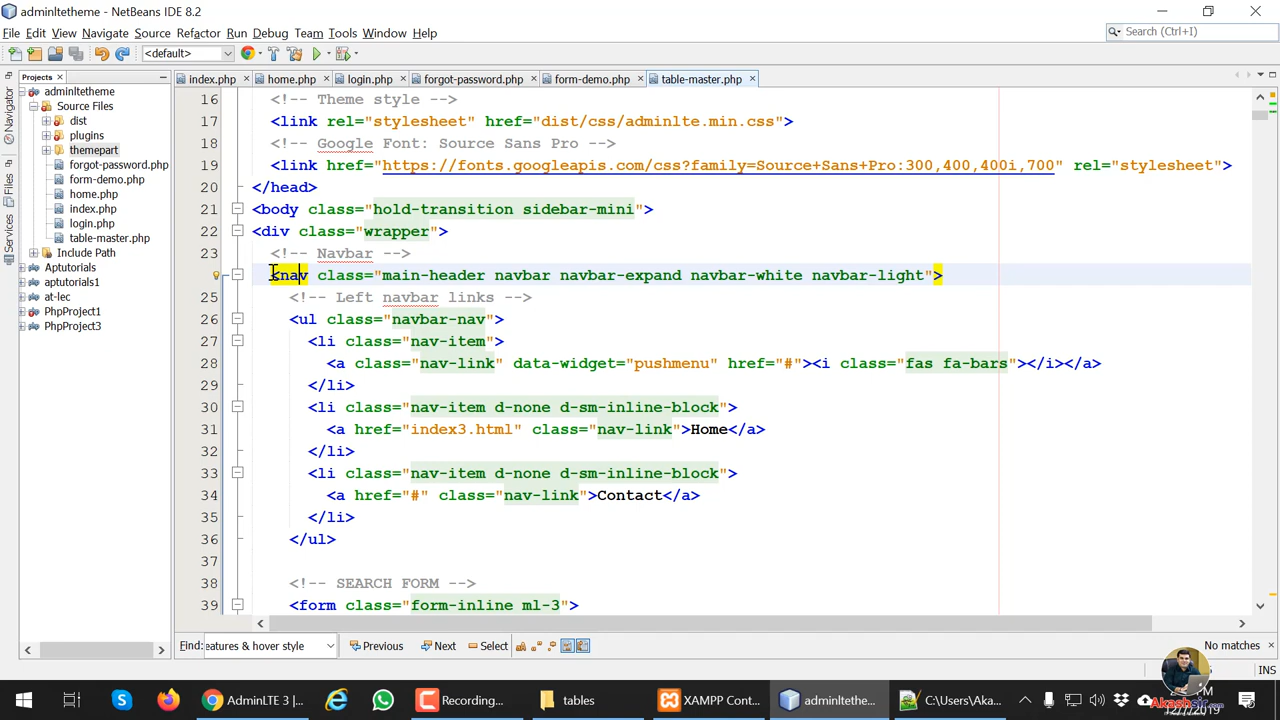 adminltetheme - NetBeans IDE 8.2
File Edit View Navigate Source Refactor Run Debug Team Tools Window Help
Search (Ctrl+I)
<default>
Projects
index.php
home.php
login.php
forgot-password.php
form-demo.php
table-master.php
Navigator
Files
Services
adminltetheme
Source Files
dist
plugins
themepart
forgot-password.php
form-demo.php
home.php
index.php
login.php
table-master.php
Include Path
Aptutorials
aptutorials1
at-lec
PhpProject1
PhpProject3
16 <!-- Theme style -->
17 <link rel="stylesheet" href="dist/css/adminlte.min.css">
18 <!-- Google Font: Source Sans Pro -->
19 <link href="https://fonts.googleapis.com/css?family=Source+Sans+Pro:300,400,400i,700" rel="stylesheet">
20 </head>
21 <body class="hold-transition sidebar-mini">
22 <div class="wrapper">
23 <!-- Navbar -->
<nav class="main-header navbar navbar-expand navbar-white navbar-light">
25 <!-- Left navbar links -->
26 <ul class="navbar-nav">
27 <li class="nav-item">
28 <a class="nav-link" data-widget="pushmenu" href="#"><i class="fas fa-bars"></i></a>
29 </li>
30 <li class="nav-item d-none d-sm-inline-block">
31 <a href="index3.html" class="nav-link">Home</a>
32 </li>
33 <li class="nav-item d-none d-sm-inline-block">
34 <a href="#" class="nav-link">Contact</a>
35 </li>
36 </ul>
37
38 <!-- SEARCH FORM -->
39 <form class="form-inline ml-3">
Find: eatures & hover style Previous Next Select No matches
INS
AdminLTE 3 |...
Recording...
tables
XAMPP Cont...
adminltethe...
C:\Users\Aka...
Akashsir.com
12/7/2019